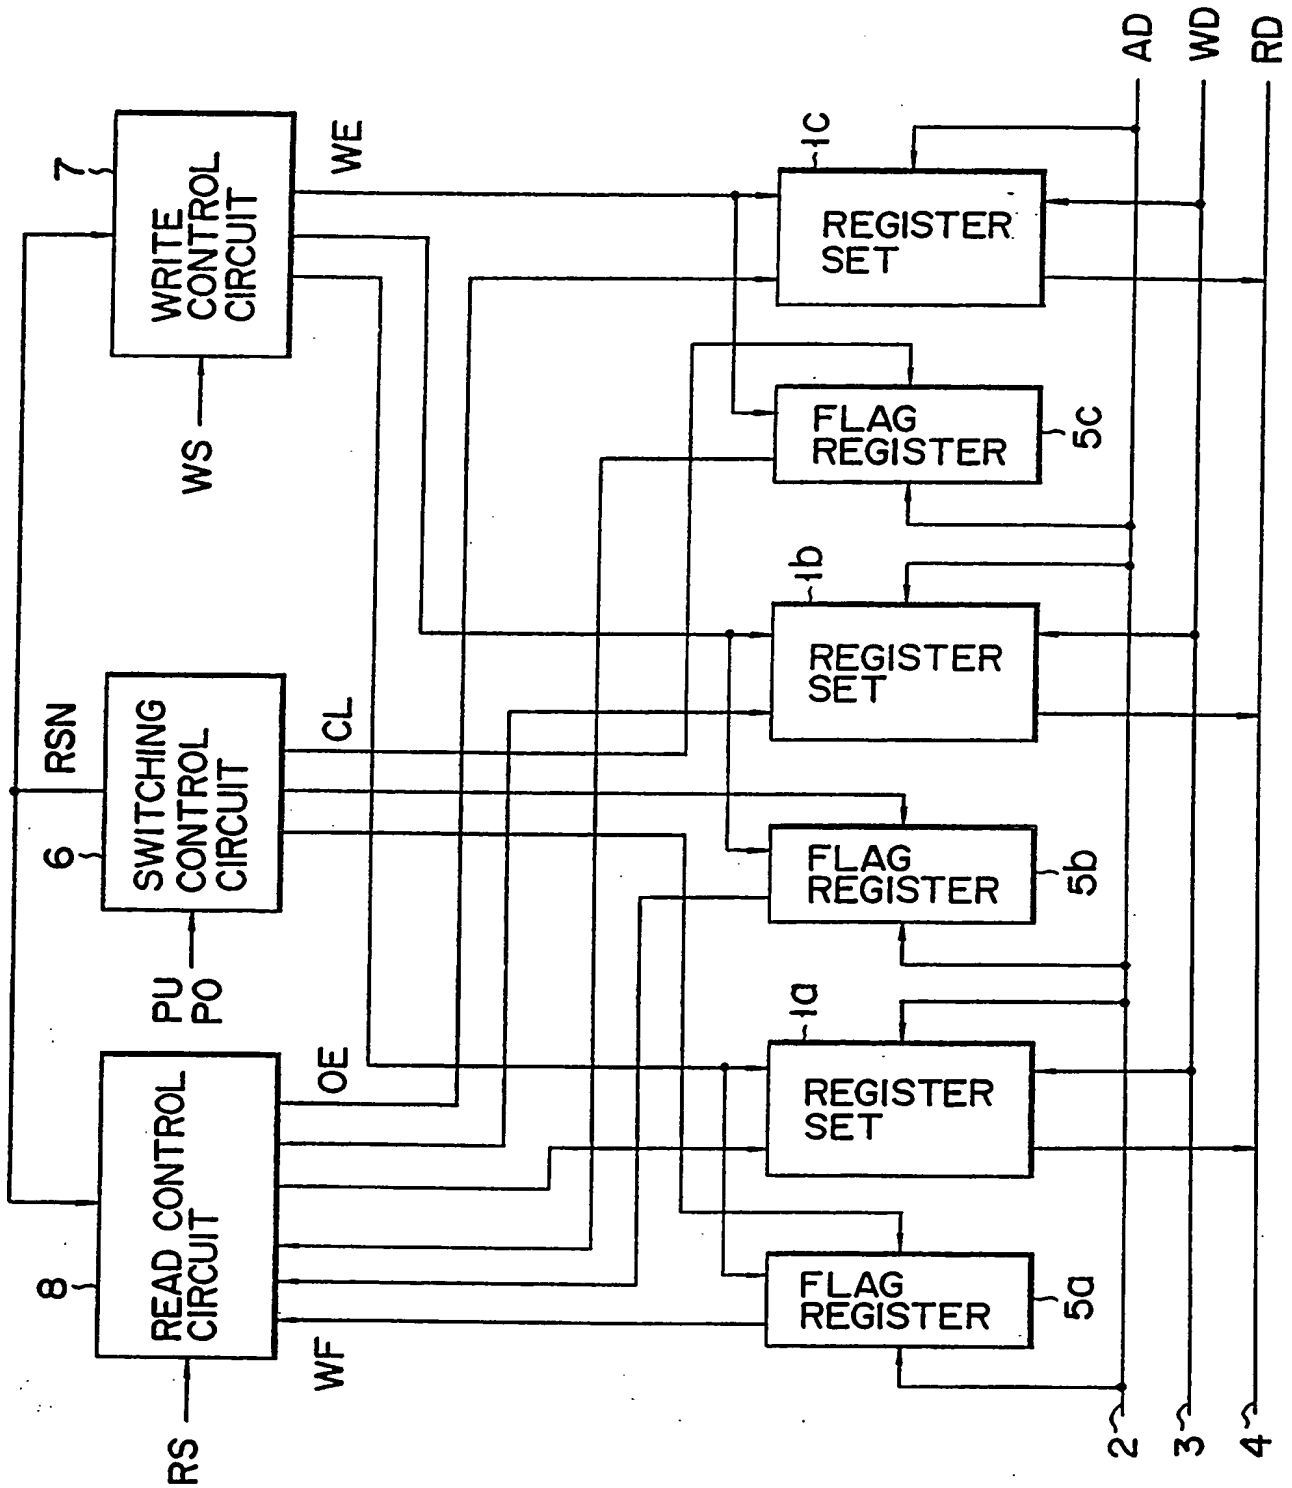 8
READ CONTROL
CIRCUIT
RS
WF
OE
RSN
6
SWITCHING
CONTROL
CIRCUIT
PU
PO
CL
7
WRITE
CONTROL
CIRCUIT
WS
WE
FLAG
REGISTER
5a
1a
REGISTER
SET
FLAG
REGISTER
5b
1b
REGISTER
SET
FLAG
REGISTER
5c
1c
REGISTER
SET
2
AD
3
WD
4
RD